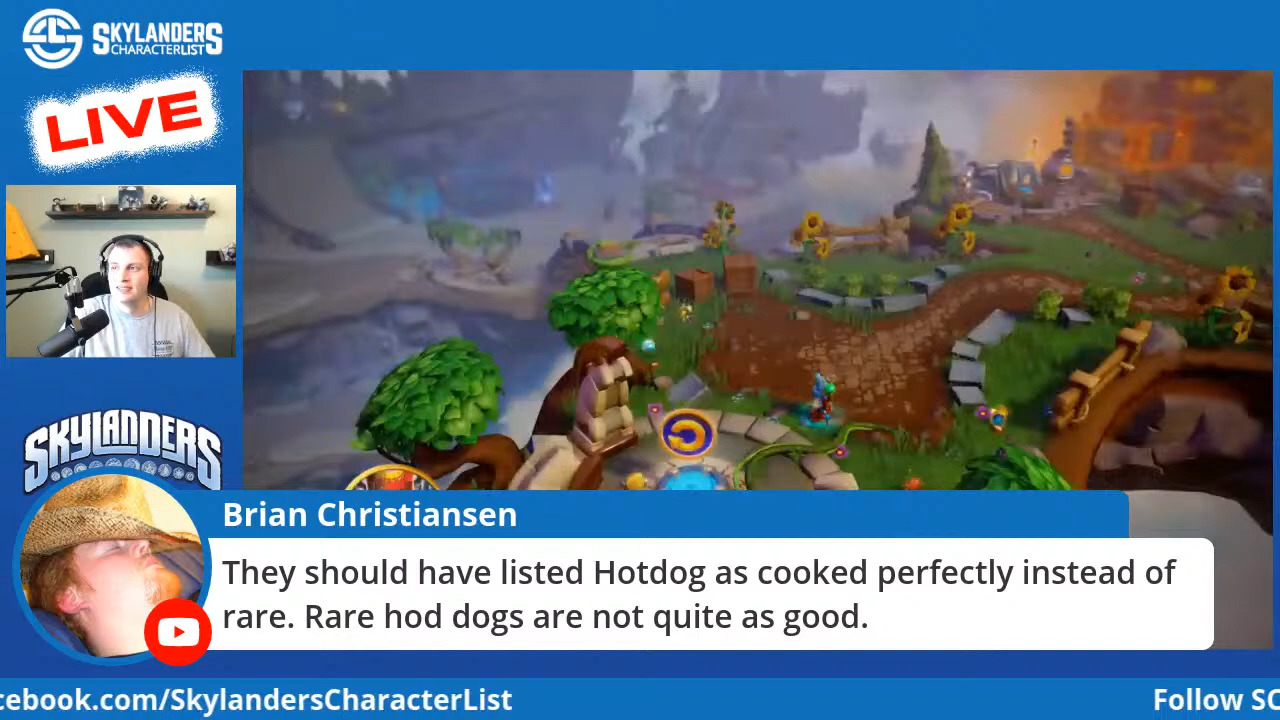 SKYLANDERS
CHARACTERLIST
LIVE
SKYLANDERS
Brian Christiansen
They should have listed Hotdog as cooked perfectly instead of
rare. Rare hod dogs are not quite as good.
cebook.com/SkylandersCharacterList
Follow SC